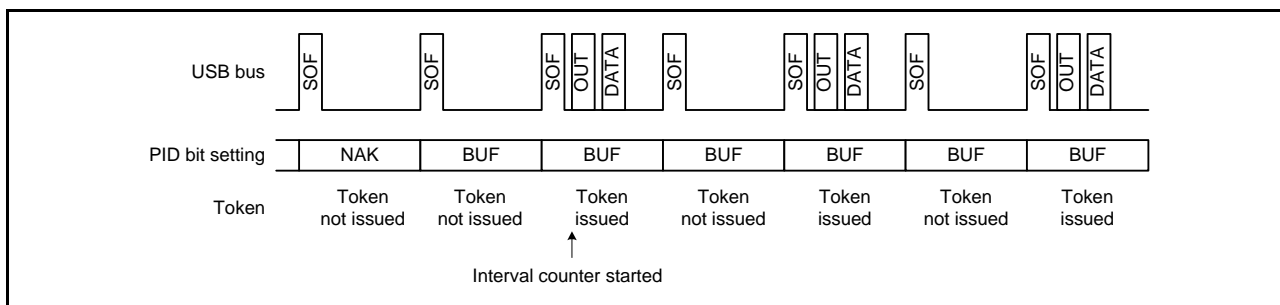 USB bus
SOF
SOF
SOF
OUT
DATA
SOF
SOF
OUT
DATA
SOF
SOF
OUT
DATA
PID bit setting
NAK
BUF
BUF
BUF
BUF
BUF
BUF
Token
Token
not issued
Token
not issued
Token
issued
Token
not issued
Token
issued
Token
not issued
Token
issued
Interval counter started